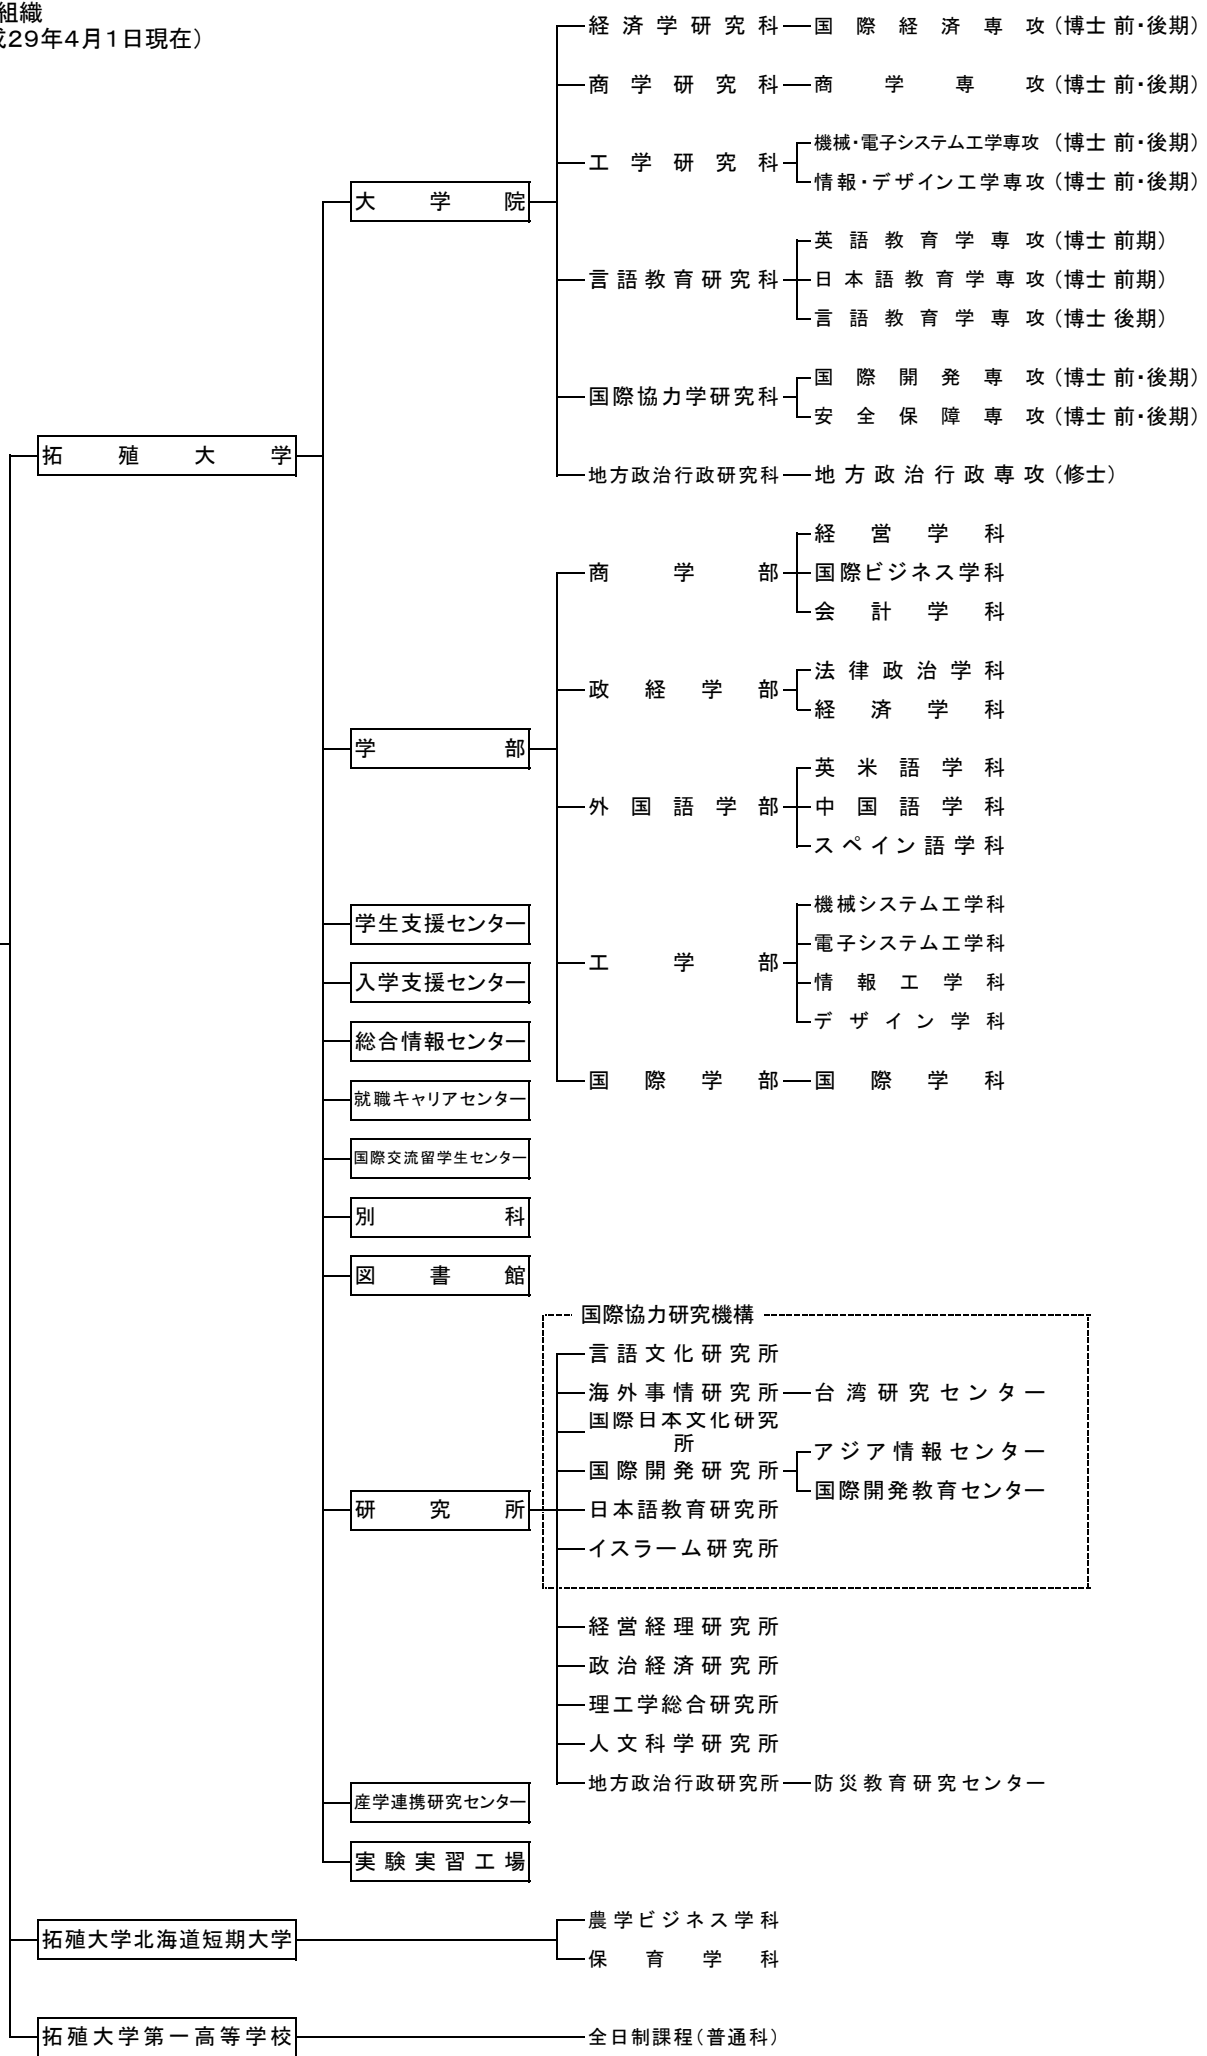 組織
成29年4月1日現在）
経済学研究科 国際経済専攻（博士 前・後期）
商学研究科 商学専攻（博士 前・後期）
工学研究科 機械・電子システム工学専攻（博士 前・後期）
情報・デザイン工学専攻（博士 前・後期）
大学院
言語教育研究科 英語教育学専攻（博士 前期）
日本語教育学専攻（博士 前期）
言語教育学専攻（博士 後期）
国際協力学研究科 国際開発専攻（博士 前・後期）
安全保障専攻（博士 前・後期）
拓殖大学
地方政治行政研究科 地方政治行政専攻（修士）
商学部 経営学科
国際ビジネス学科
会計学科
政経学部 法律政治学科
経済学科
学部
外国語学部 英米語学科
中国語学科
スペイン語学科
学生支援センター
工学部 機械システム工学科
電子システム工学科
情報工学科
デザイン学科
入学支援センター
総合情報センター
国際学部 国際学科
就職キャリアセンター
国際交流留学生センター
別科
図書館
国際協力研究機構
言語文化研究所
海外事情研究所 台湾研究センター
国際日本文化研究
所
国際開発研究所 アジア情報センター
国際開発教育センター
研究所
日本語教育研究所
イスラーム研究所
経営経理研究所
政治経済研究所
理工学総合研究所
人文科学研究所
地方政治行政研究所 防災教育研究センター
産学連携研究センター
実験実習工場
拓殖大学北海道短期大学 農学ビジネス学科
保育学科
拓殖大学第一高等学校 全日制課程（普通科）